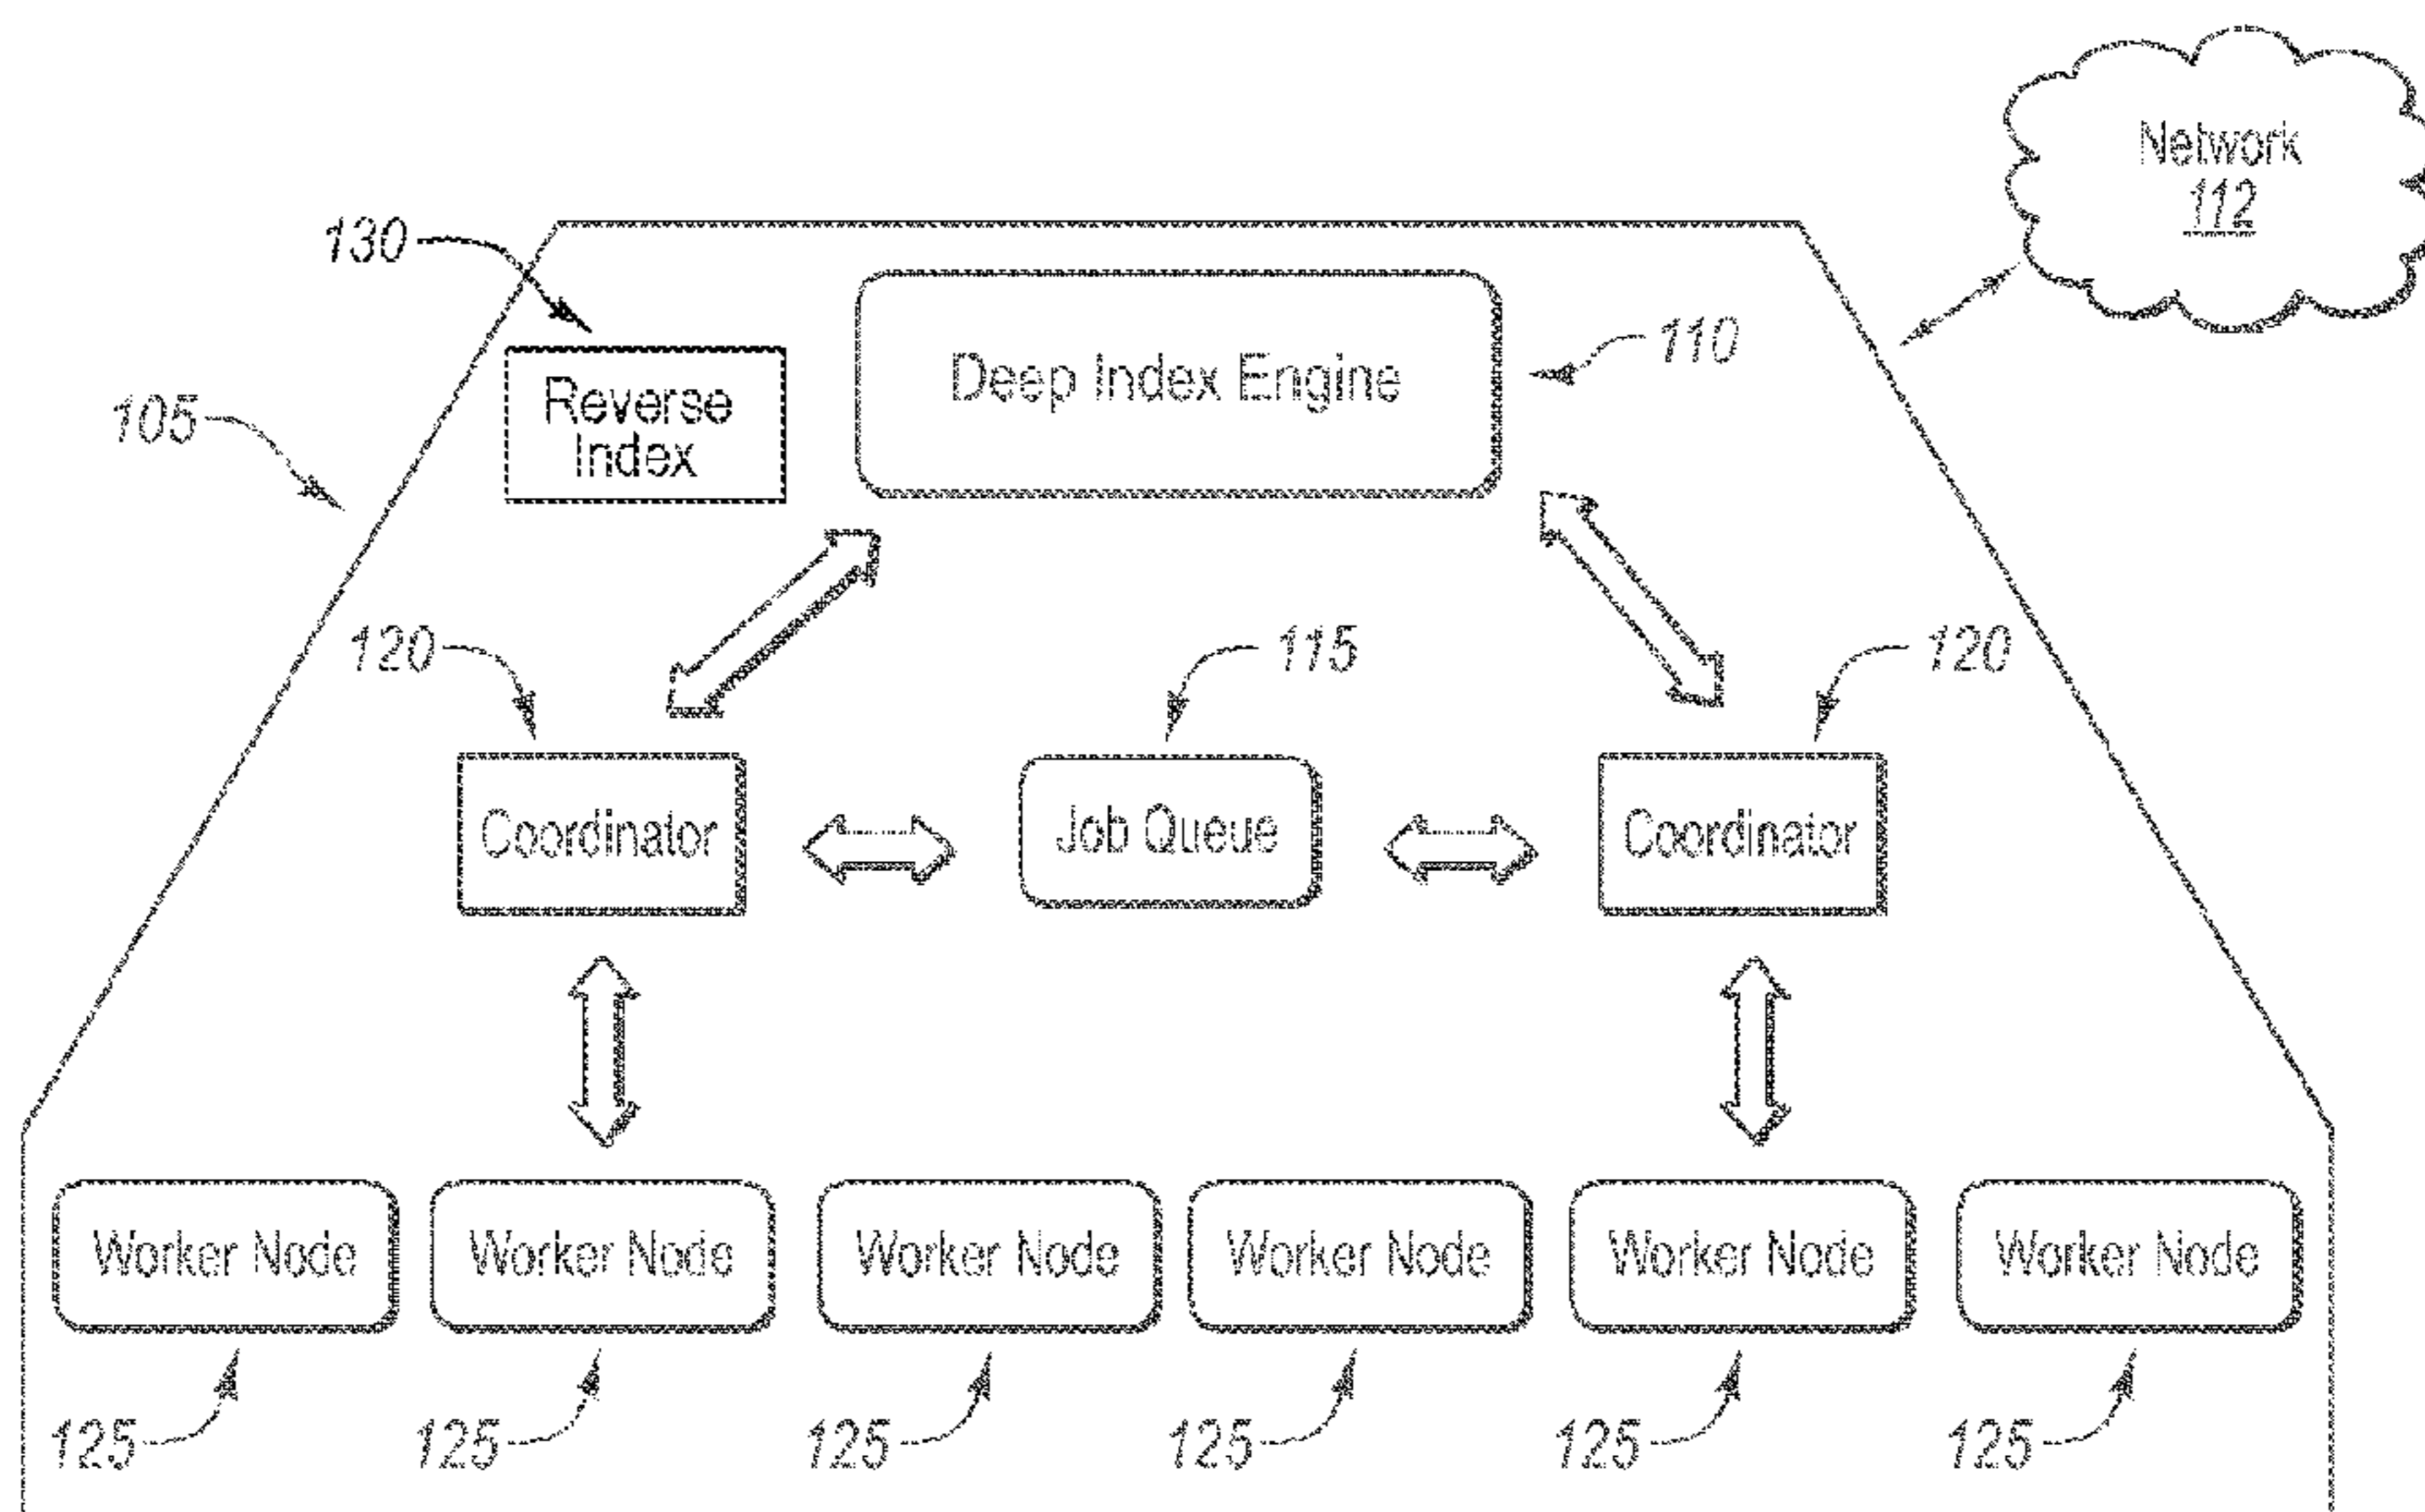 Network
112
130
Reverse
Index
Deep Index Engine
110
105
120
115
120
Coordinator
Job Queue
Coordinator
Worker Node
Worker Node
Worker Node
Worker Node
Worker Node
Worker Node
125
125
125
125
125
125